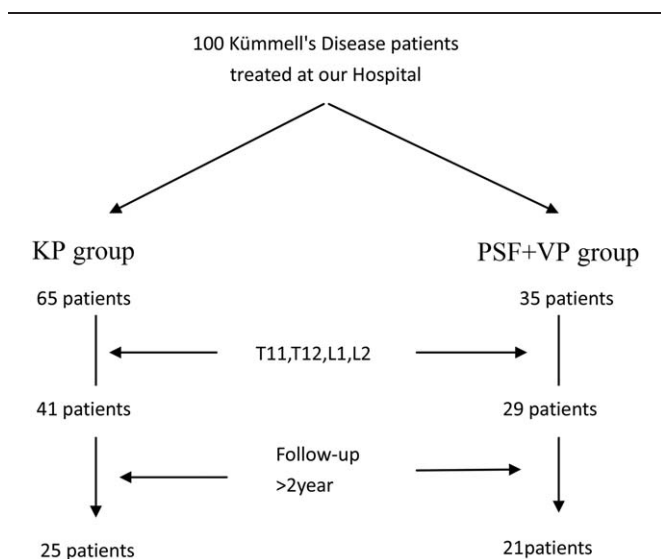 100 Kümmell's Disease patients
treated at our Hospital
KP group
PSF+VP group
65 patients
35 patients
T11,T12,L1,L2
41 patients
29 patients
Follow-up
>2year
25 patients
21patients